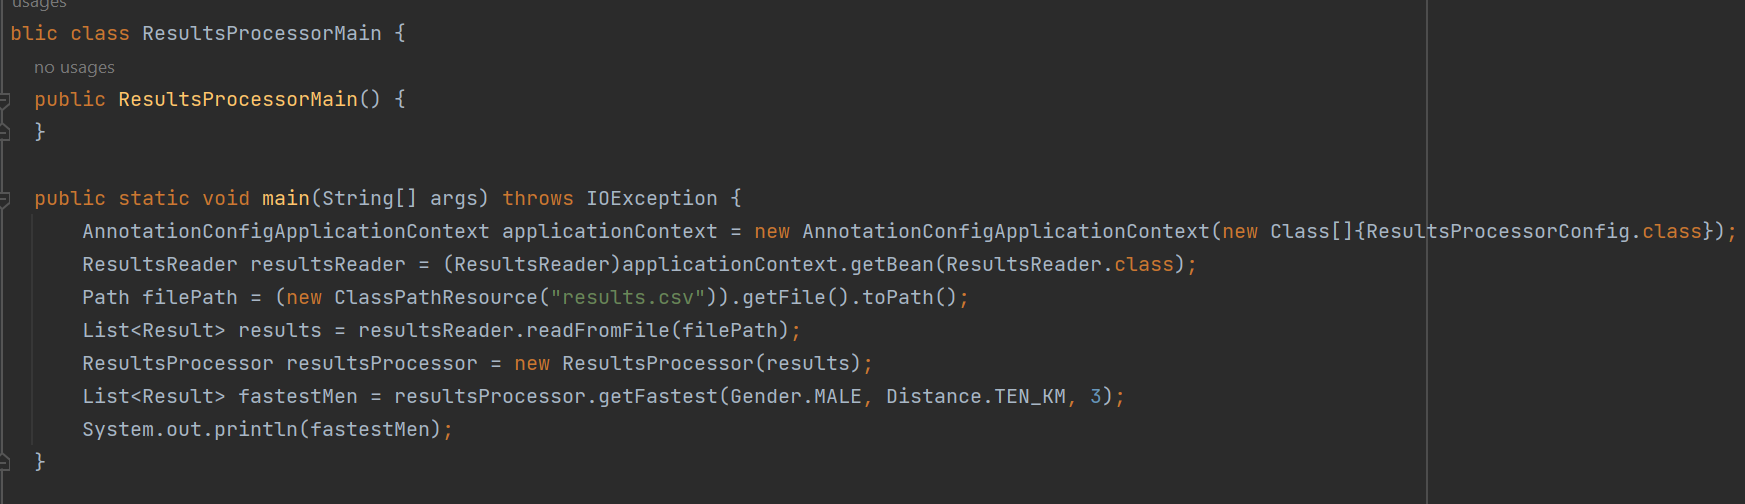 usages
blic class ResultsProcessorMain {
no usages
public ResultsProcessorMain() {
}
public static void main(String[] args) throws IOException {
AnnotationConfigApplicationContext applicationContext = new AnnotationConfigApplicationContext(new Class[]{ResultsProcessorConfig.class});
ResultsReader resultsReader = (ResultsReader)applicationContext.getBean(ResultsReader.class);
Path filePath = (new ClassPathResource("results.csv")).getFile().toPath();
List<Result> results = resultsReader.readFromFile(filePath);
ResultsProcessor resultsProcessor = new ResultsProcessor(results);
List<Result> fastestMen = resultsProcessor.getFastest(Gender.MALE, Distance.TEN_KM, 3);
System.out.println(fastestMen);
}